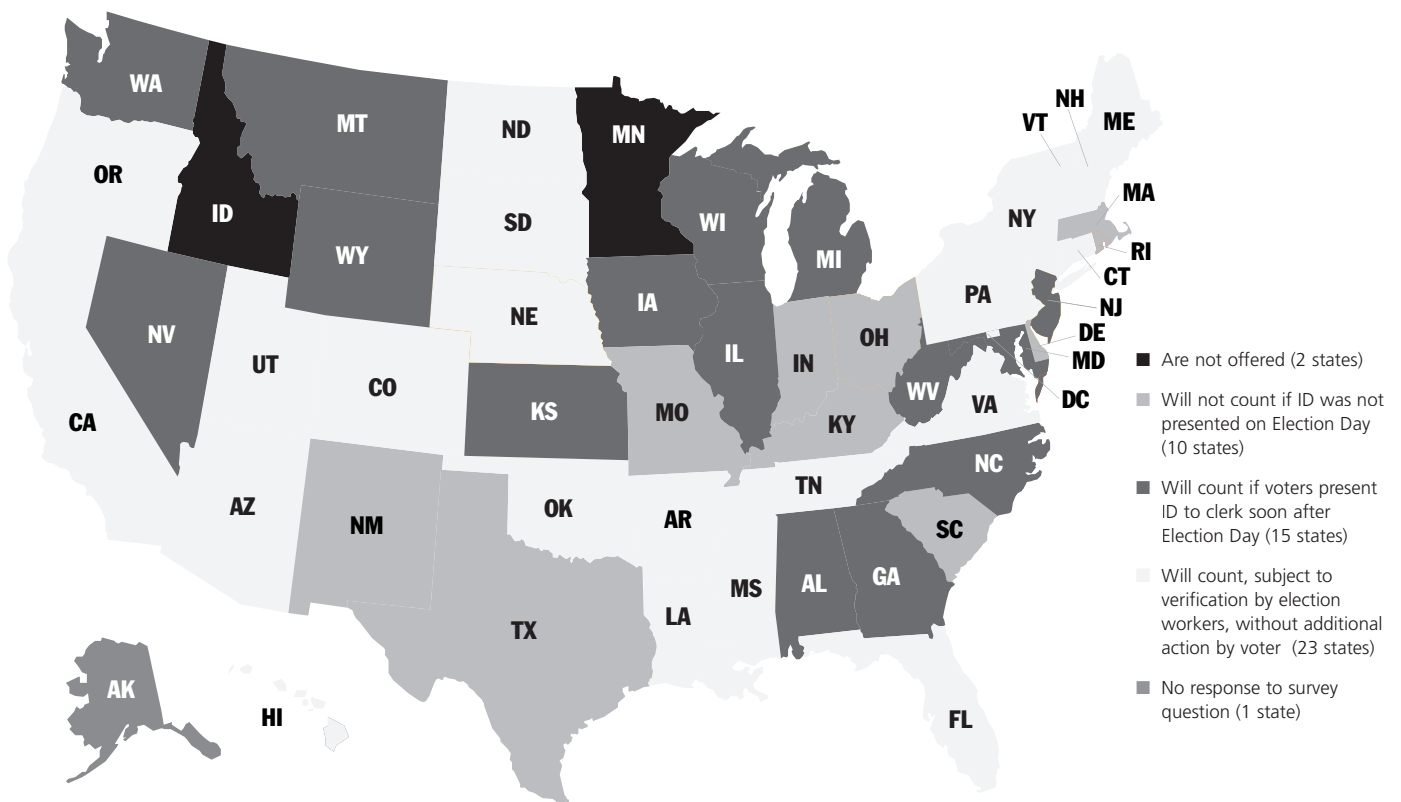 WA
MT
ND
MN
NH
VT
ME
OR
ID
SD
WI
MA
WY
NY
MI
RI
CT
IA
PA
NJ
NE
NV
OH
DE
IL
IN
MD
UT
CO
WV
DC
CA
KS
MO
VA
KY
NC
TN
AZ
OK
NM
AR
SC
MS
AL
GA
LA
TX
AK
HI
FL
Are not offered (2 states)
Will not count if ID was not
presented on Election Day
(10 states)
Will count if voters present
ID to clerk soon after
Election Day (15 states)
Will count, subject to
verification by election
workers, without additional
action by voter (23 states)
No response to survey
question (1 state)